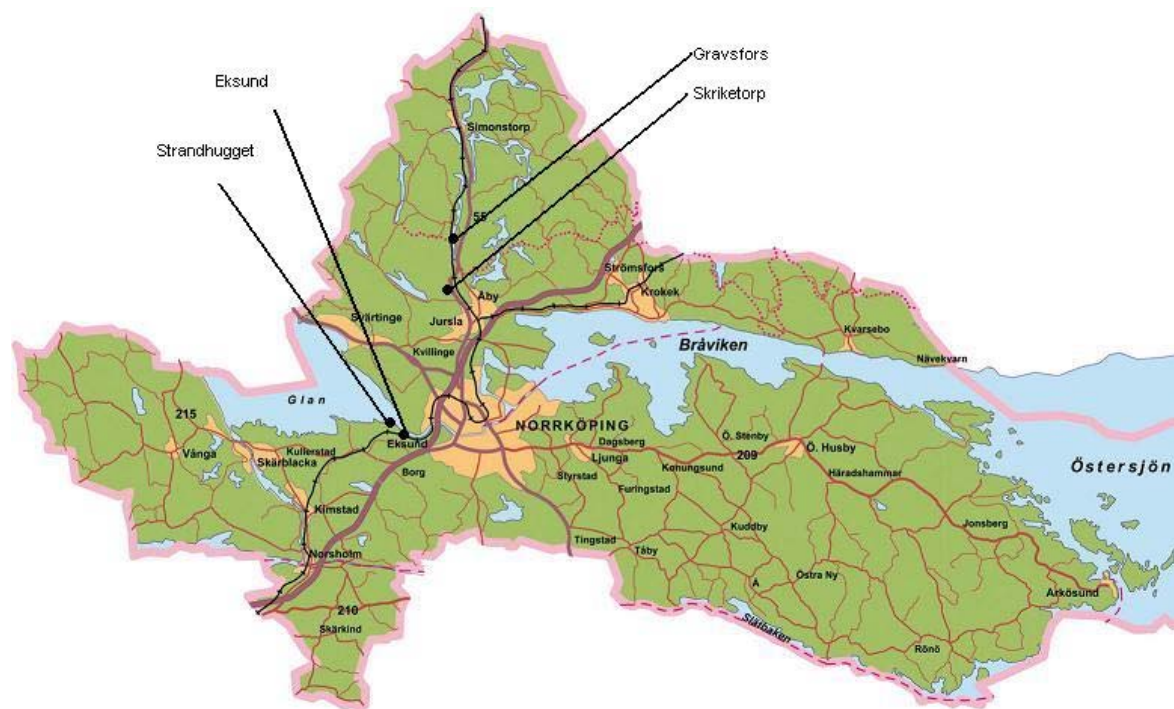 Gravsfors
Eksund
Skriketorp
Simonstorp
Strandhugget
55
Strömsfors
Krokek
Åby
Svärtinge
Jursla
Kvarsebo
Bråviken
Kvillinge
Nävekvarn
Glan
215
NORRKÖPING
Eksund
Ö. Stenby
Dagsberg
Ö. Husby
Vånga
Kullerstad
Skärblacka
Ljunga
209
Konungsund
Östersjön
Borg
Styrstad
Häradshammar
Furingstad
Kimstad
Kuddby
Jonsberg
Tingstad
Norsholm
Tåby
Östra Ny
Å
Arkösund
210
Skärkind
Slätbaken
Rönö